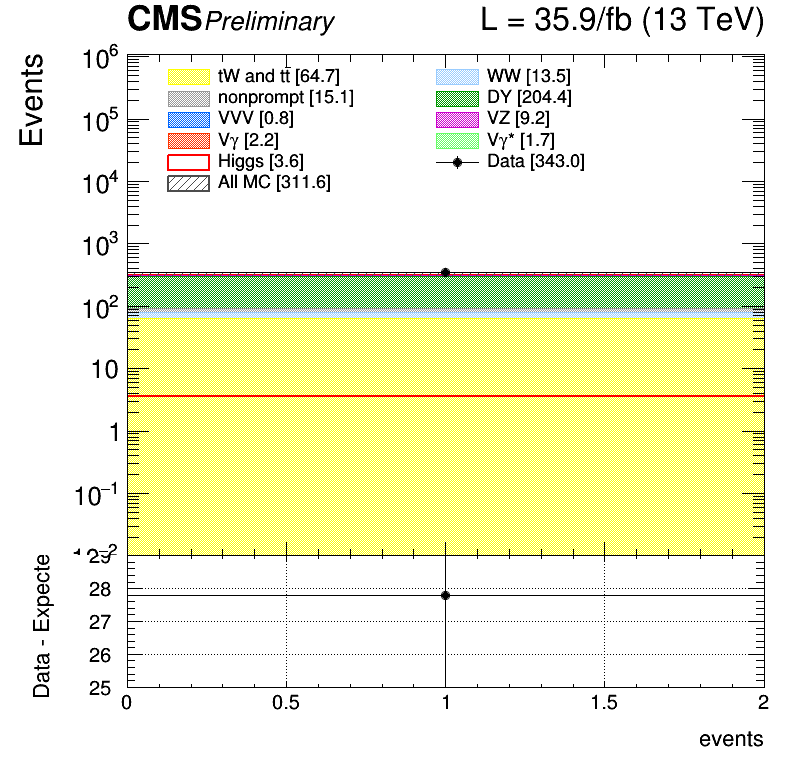 CMS Preliminary L = 35.9/fb (13 TeV)
Events
10⁶
10⁵
10⁴
10³
10²
10
1
10⁻¹
tW and tt̄ [64.7] WW [13.5]
nonprompt [15.1] DY [204.4]
VVV [0.8] VZ [9.2]
Vγ [2.2] Vγ* [1.7]
Higgs [3.6] Data [343.0]
All MC [311.6]
Data - Expecte
29
28
27
26
25
0 0.5 1 1.5 2
events